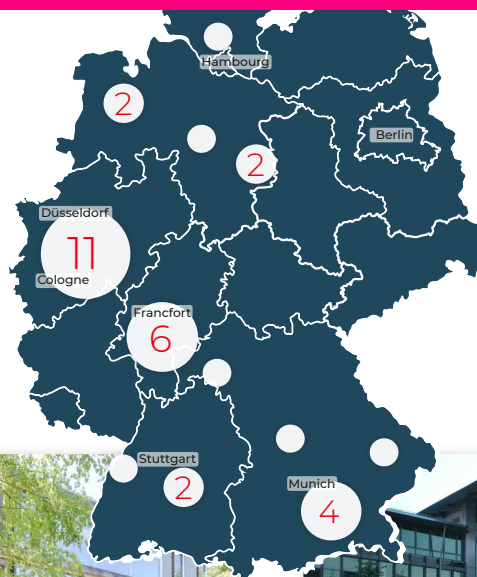 Hambourg
2
Berlin
2
Düsseldorf
11
Cologne
Francfort
6
Stuttgart
2
Munich
4